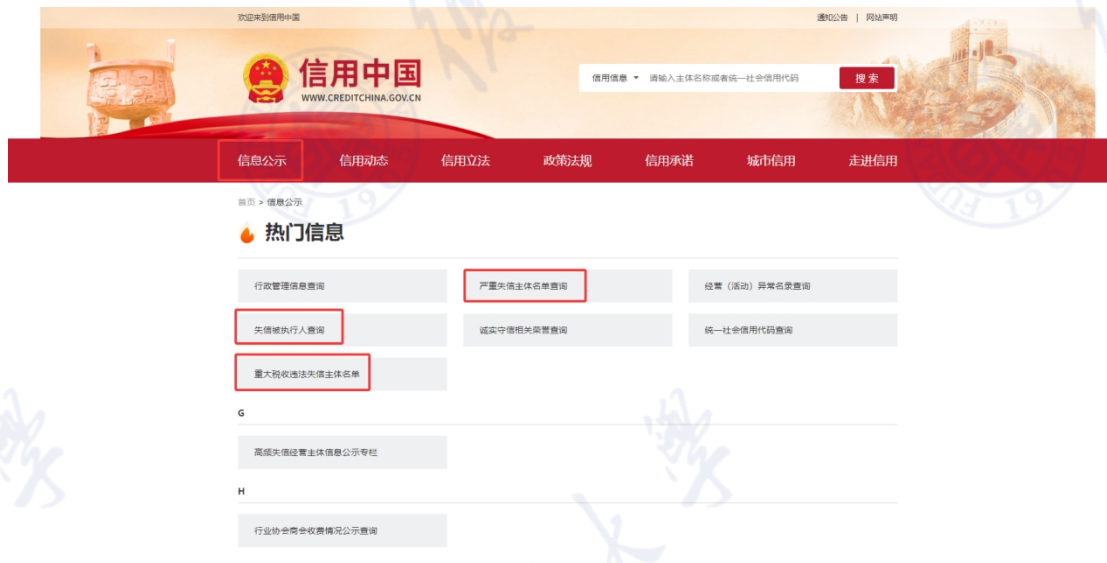 欢迎来到信用中国
通知公告 | 网站声明
信用中国
WWW.CREDITCHINA.GOV.CN
信用信息 请输入主体名称或者统一社会信用代码 搜索
信息公示 信用动态 信用立法 政策法规 信用承诺 城市信用 走进信用
首页 > 信息公示
热门信息
行政管理信息查询 严重失信主体名单查询 经营（活动）异常名录查询
失信被执行人查询 诚实守信相关荣誉查询 统一社会信用代码查询
重大税收违法失信主体名单
G
高频失信经营主体信息公示专栏
H
行业协会商会收费情况公示查询